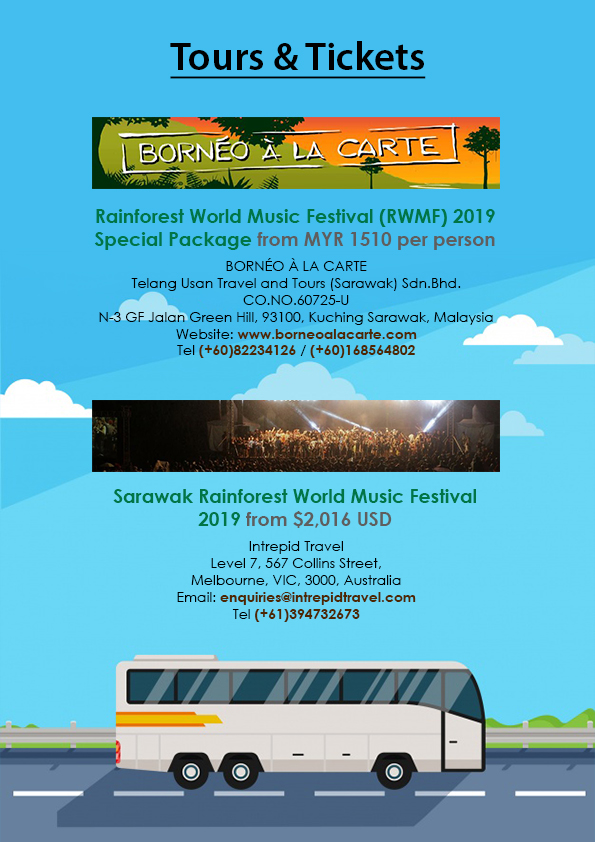 Tours & Tickets
BORNÉO À LA CARTE
Rainforest World Music Festival (RWMF) 2019
Special Package from MYR 1510 per person
BORNÉO À LA CARTE
Telang Usan Travel and Tours (Sarawak) Sdn.Bhd.
CO.NO.60725-U
N-3 GF Jalan Green Hill, 93100, Kuching Sarawak, Malaysia
Website: www.borneoalacarte.com
Tel (+60)82234126 / (+60)168564802
Sarawak Rainforest World Music Festival
2019 from $2,016 USD
Intrepid Travel
Level 7, 567 Collins Street,
Melbourne, VIC, 3000, Australia
Email: enquiries@intrepidtravel.com
Tel (+61)394732673